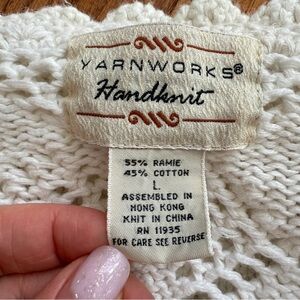 YARNWORKS®
Handknit
55% RAMIE
45% COTTON
L
ASSEMBLED IN
HONG KONG
KNIT IN CHINA
RN 11935
FOR CARE SEE REVERSE